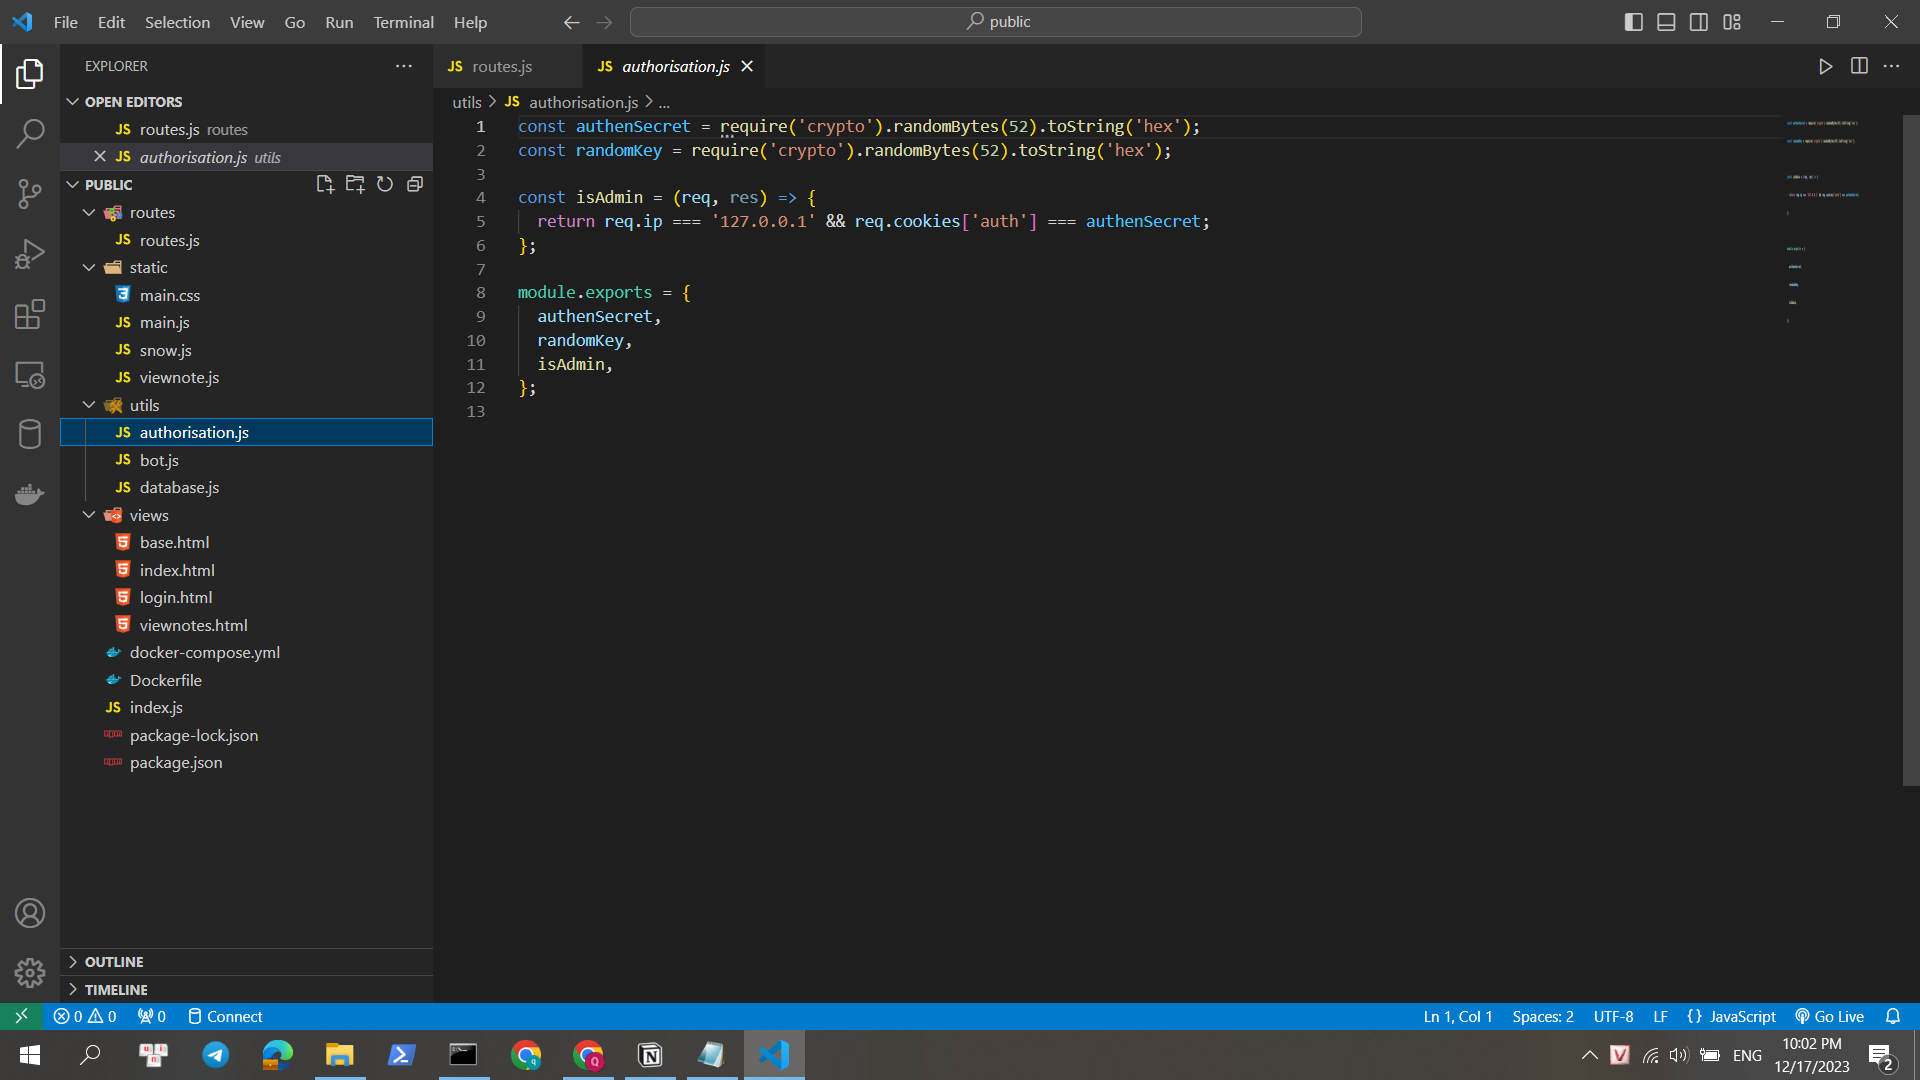 File Edit Selection View Go Run Terminal Help
public
EXPLORER
OPEN EDITORS
JS routes.js routes
JS authorisation.js utils
PUBLIC
routes
JS routes.js
static
main.css
JS main.js
JS snow.js
JS viewnote.js
utils
JS authorisation.js
JS bot.js
JS database.js
views
base.html
index.html
login.html
viewnotes.html
docker-compose.yml
Dockerfile
JS index.js
package-lock.json
package.json
OUTLINE
TIMELINE
JS routes.js
JS authorisation.js
utils > JS authorisation.js > ...
1 const authenSecret = require('crypto').randomBytes(52).toString('hex');
2 const randomKey = require('crypto').randomBytes(52).toString('hex');
3
4 const isAdmin = (req, res) => {
5 return req.ip === '127.0.0.1' && req.cookies['auth'] === authenSecret;
6 };
7
8 module.exports = {
9 authenSecret,
10 randomKey,
11 isAdmin,
12 };
13
0 0 0 Connect
Ln 1, Col 1 Spaces: 2 UTF-8 LF {} JavaScript Go Live
ENG
10:02 PM
12/17/2023
2